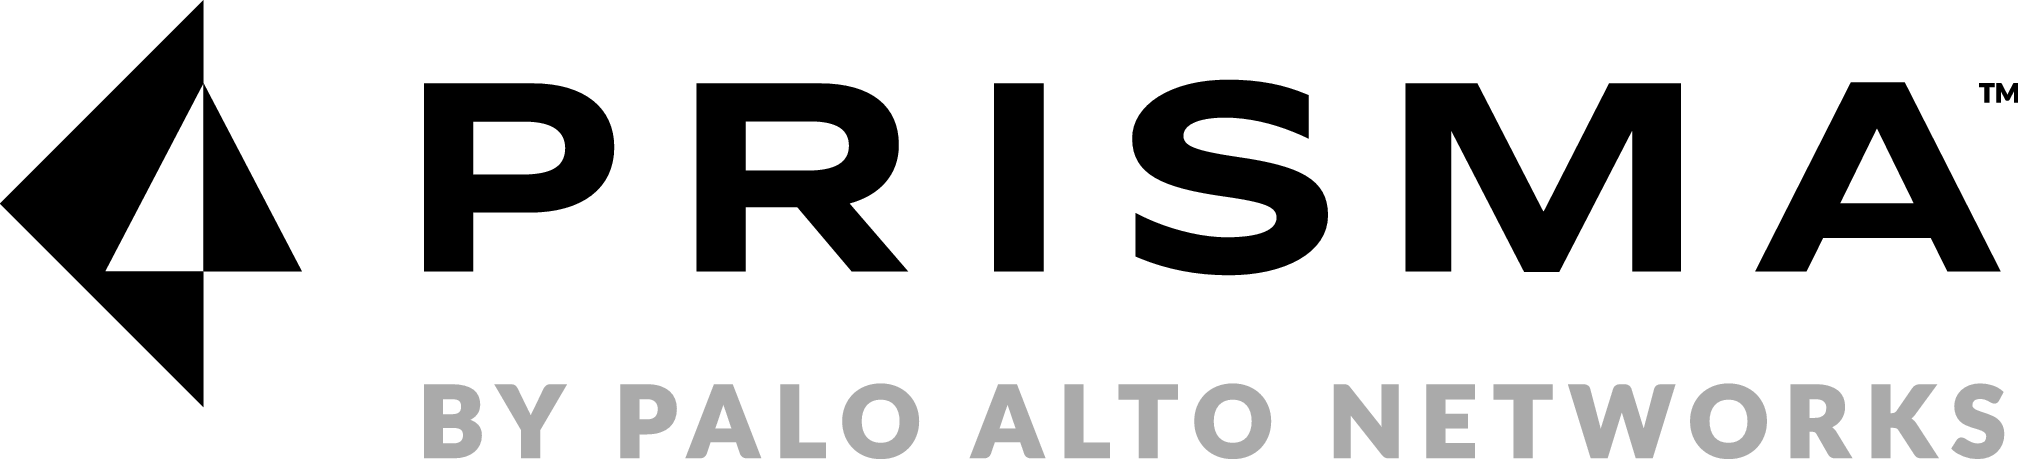 PRISMA™
BY PALO ALTO NETWORKS